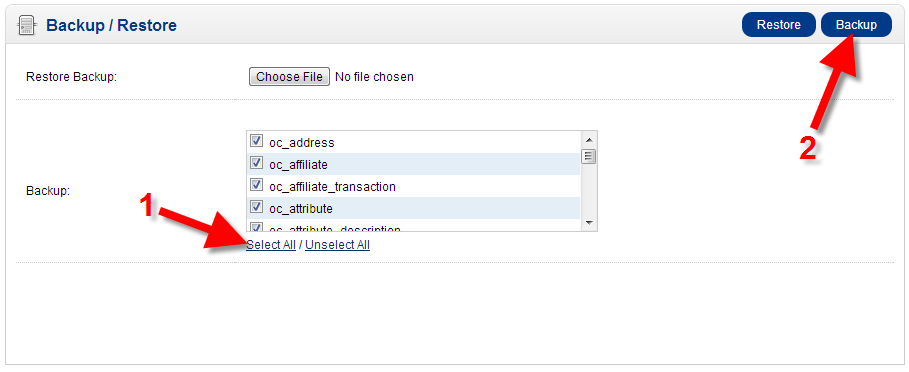 Backup / Restore
Restore
Backup
2
Restore Backup:
Choose File No file chosen
oc_address
oc_affiliate
oc_affiliate_transaction
Backup:
1
oc_attribute
oc_attribute_description
Select All / Unselect All